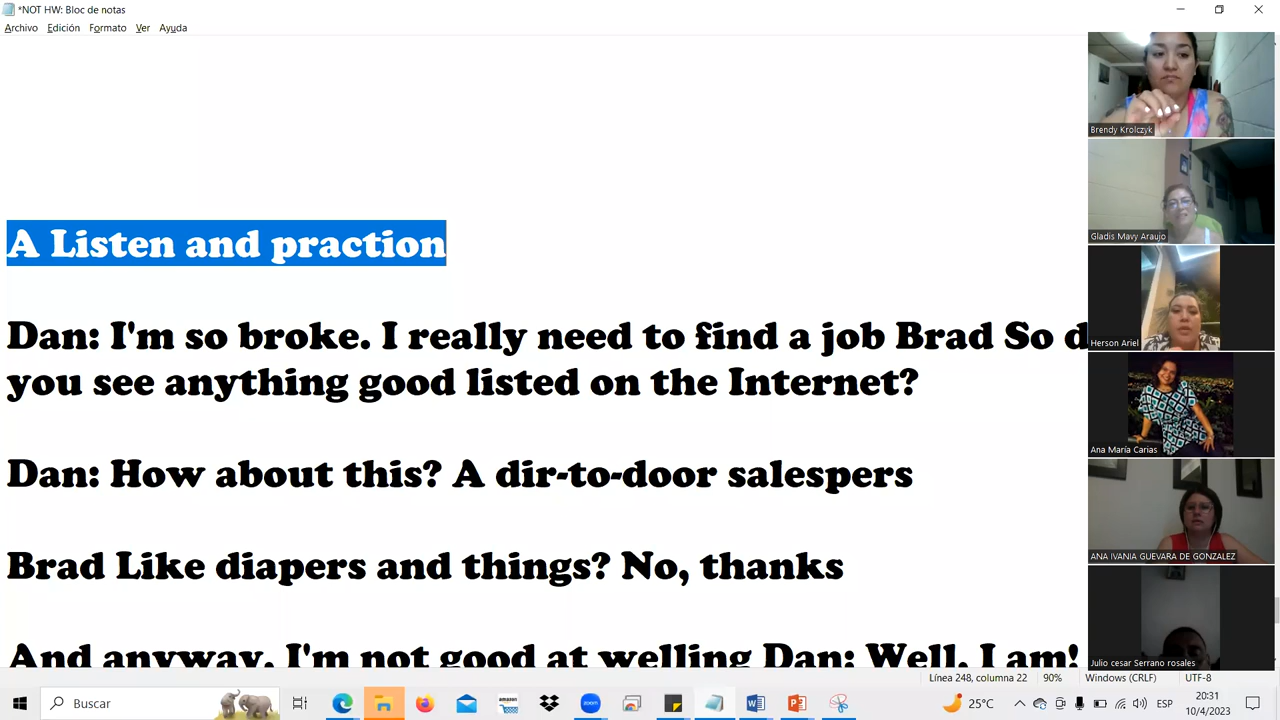 *NOT HW: Bloc de notas
Archivo Edición Formato Ver Ayuda
A Listen and praction
Dan: I'm so broke. I really need to find a job Brad So d
you see anything good listed on the Internet?
Dan: How about this? A dir-to-door salespers
Brad Like diapers and things? No, thanks
And anyway, I'm not good at welling Dan: Well, I am!
Brendy Krolczyk
Gladis Mavy Araujo
Herson Ariel
Ana María Carias
ANA IVANIA GUEVARA DE GONZALEZ
Julio cesar Serrano rosales
Línea 248, columna 22 90% Windows (CRLF) UTF-8
Buscar
amazon
zoom
25°C
ESP
20:31
10/4/2023